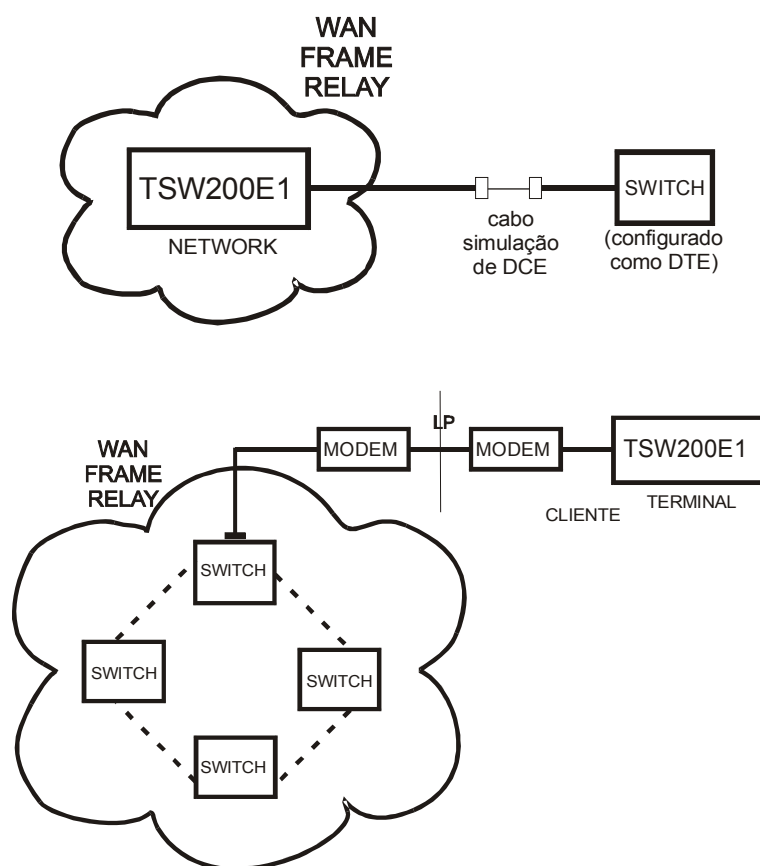 WAN
FRAME
RELAY
TSW200E1
NETWORK
cabo
simulação
de DCE
SWITCH
(configurado
como DTE)
WAN
FRAME
RELAY
MODEM
LP
MODEM
TSW200E1
CLIENTE
TERMINAL
SWITCH
SWITCH
SWITCH
SWITCH